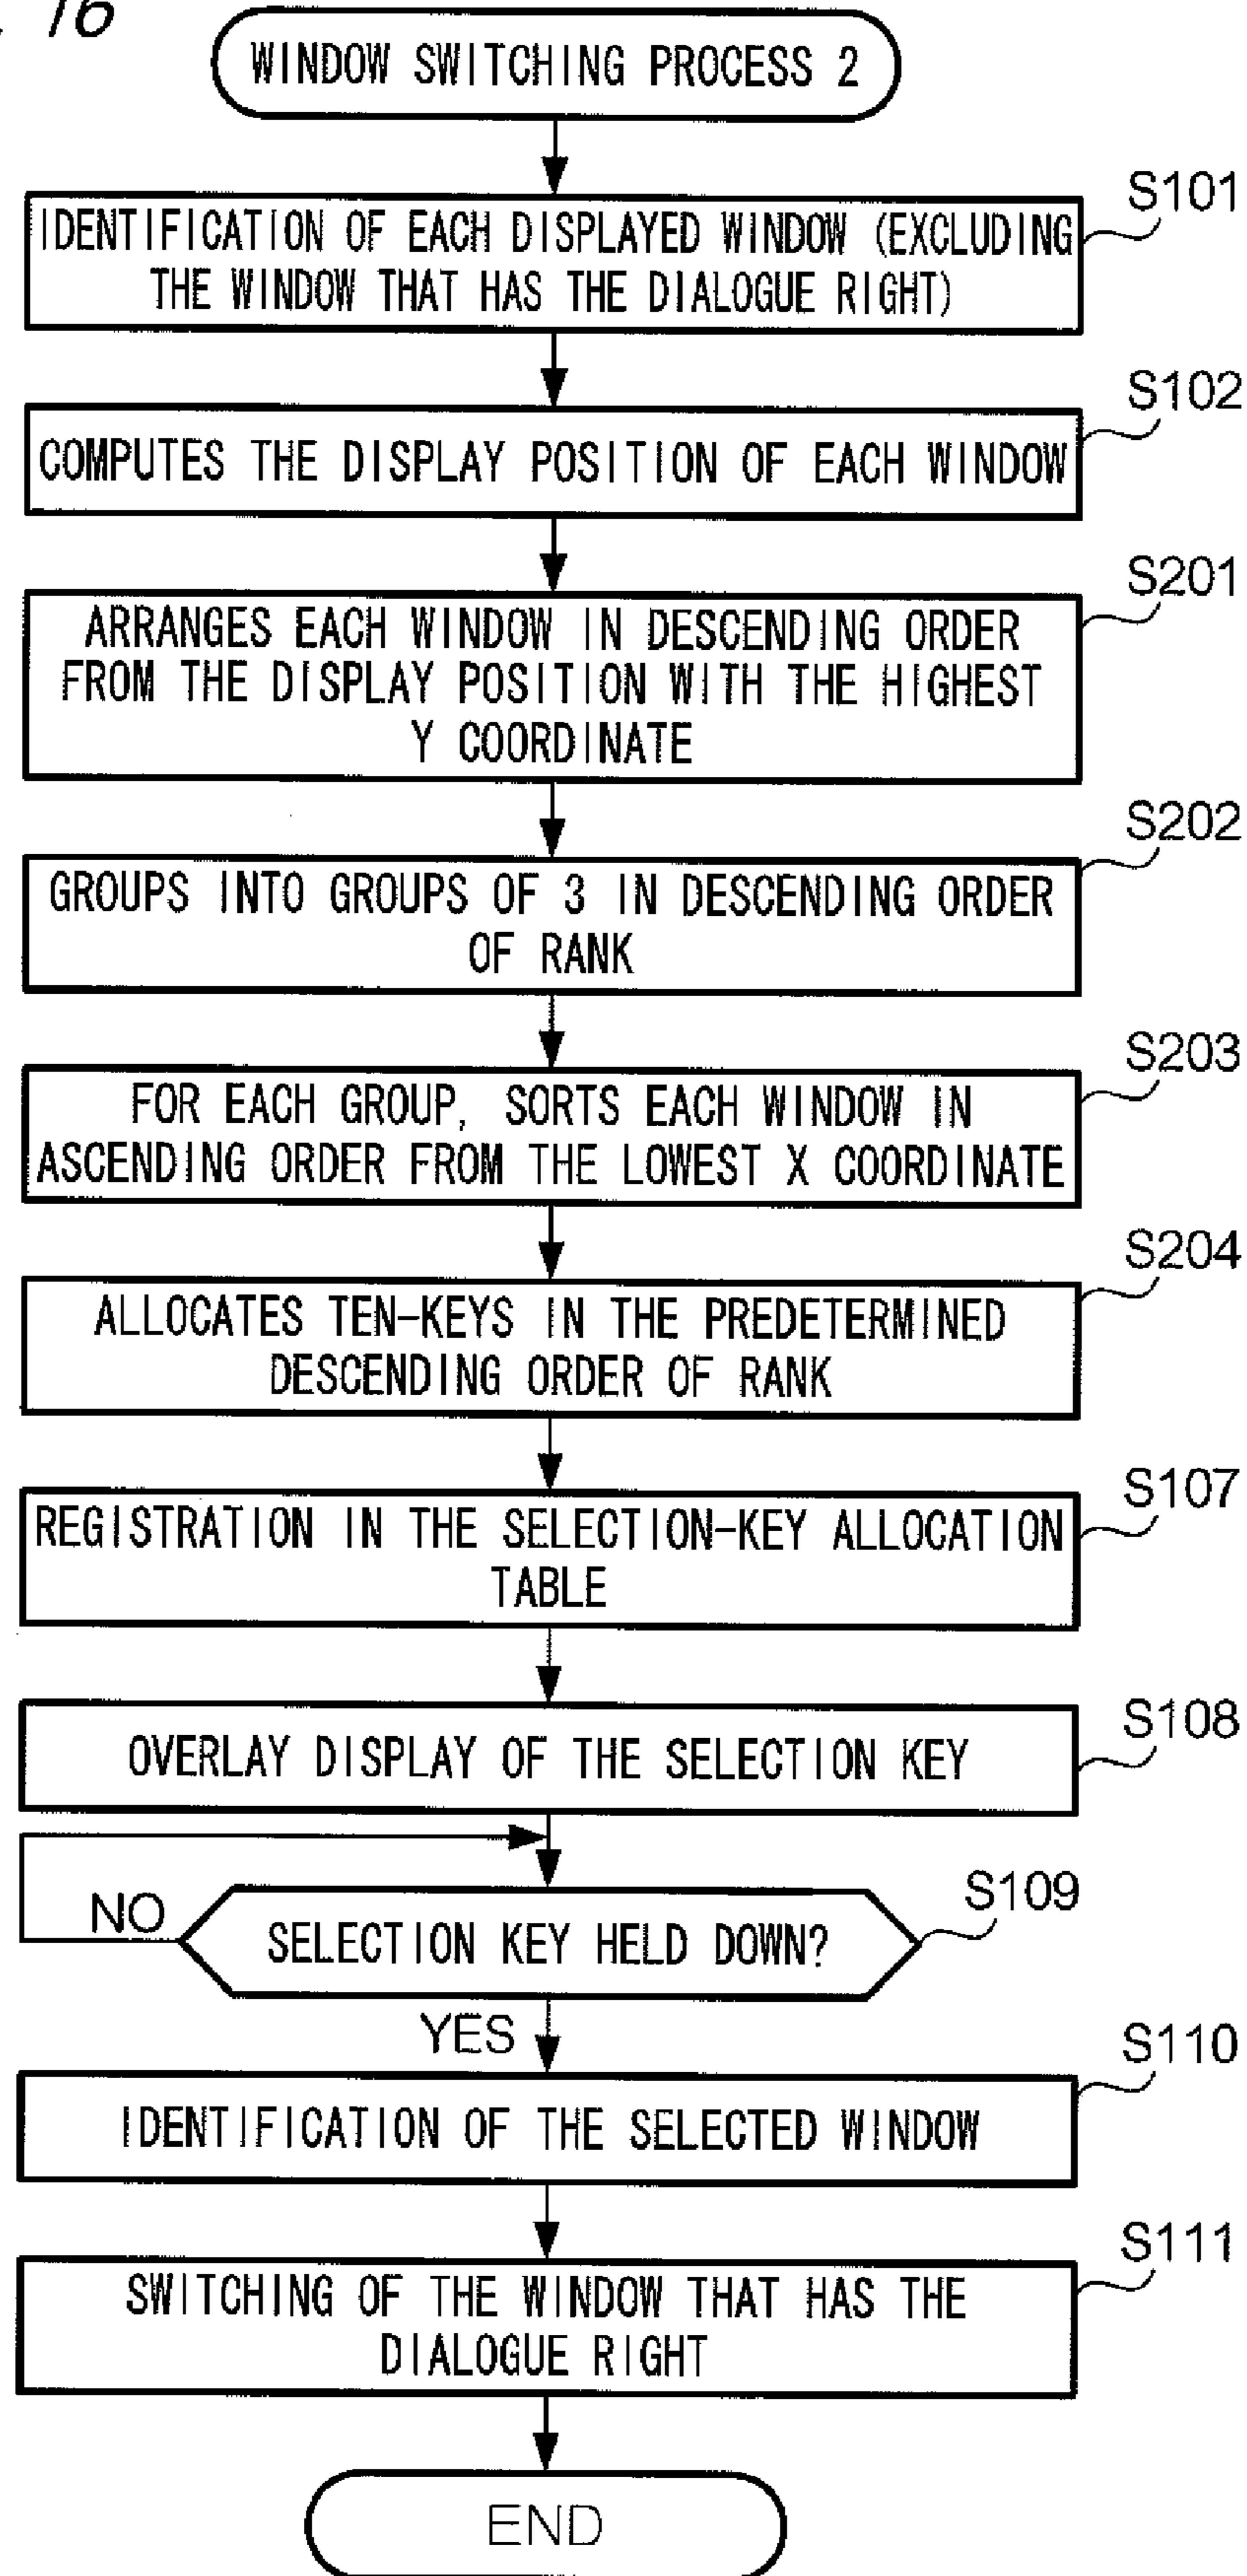 16
WINDOW SWITCHING PROCESS 2
S101
IDENTIFICATION OF EACH DISPLAYED WINDOW (EXCLUDING
THE WINDOW THAT HAS THE DIALOGUE RIGHT)
S102
COMPUTES THE DISPLAY POSITION OF EACH WINDOW
S201
ARRANGES EACH WINDOW IN DESCENDING ORDER
FROM THE DISPLAY POSITION WITH THE HIGHEST
Y COORDINATE
S202
GROUPS INTO GROUPS OF 3 IN DESCENDING ORDER
OF RANK
S203
FOR EACH GROUP, SORTS EACH WINDOW IN
ASCENDING ORDER FROM THE LOWEST X COORDINATE
S204
ALLOCATES TEN-KEYS IN THE PREDETERMINED
DESCENDING ORDER OF RANK
S107
REGISTRATION IN THE SELECTION-KEY ALLOCATION
TABLE
S108
OVERLAY DISPLAY OF THE SELECTION KEY
S109
NO
SELECTION KEY HELD DOWN?
YES
S110
IDENTIFICATION OF THE SELECTED WINDOW
S111
SWITCHING OF THE WINDOW THAT HAS THE
DIALOGUE RIGHT
END